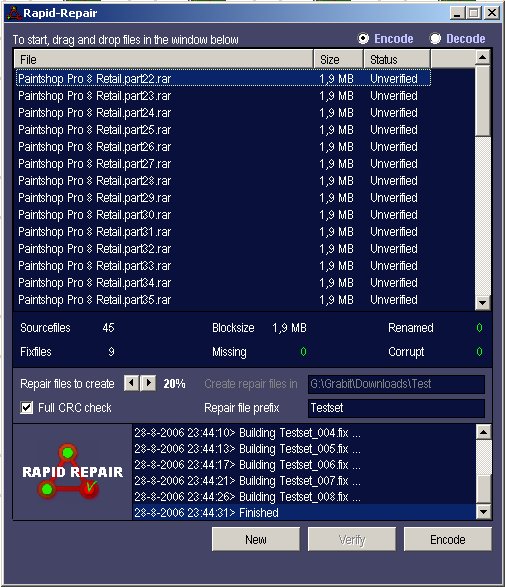 Rapid-Repair
To start, drag and drop files in the window below Encode Decode
File Size Status
Paintshop Pro 8 Retail.part22.rar 1,9 MB Unverified
Paintshop Pro 8 Retail.part23.rar 1,9 MB Unverified
Paintshop Pro 8 Retail.part24.rar 1,9 MB Unverified
Paintshop Pro 8 Retail.part25.rar 1,9 MB Unverified
Paintshop Pro 8 Retail.part26.rar 1,9 MB Unverified
Paintshop Pro 8 Retail.part27.rar 1,9 MB Unverified
Paintshop Pro 8 Retail.part28.rar 1,9 MB Unverified
Paintshop Pro 8 Retail.part29.rar 1,9 MB Unverified
Paintshop Pro 8 Retail.part30.rar 1,9 MB Unverified
Paintshop Pro 8 Retail.part31.rar 1,9 MB Unverified
Paintshop Pro 8 Retail.part32.rar 1,9 MB Unverified
Paintshop Pro 8 Retail.part33.rar 1,9 MB Unverified
Paintshop Pro 8 Retail.part34.rar 1,9 MB Unverified
Paintshop Pro 8 Retail.part35.rar 1,9 MB Unverified
Sourcefiles 45 Blocksize 1,9 MB Renamed 0
Fixfiles 9 Missing 0 Corrupt 0
Repair files to create 20% Create repair files in G:\Grabit\Downloads\Test
Full CRC check Repair file prefix Testset
RAPID REPAIR
28-8-2006 23:44:10> Building Testset_004.fix ...
28-8-2006 23:44:13> Building Testset_005.fix ...
28-8-2006 23:44:17> Building Testset_006.fix ...
28-8-2006 23:44:21> Building Testset_007.fix ...
28-8-2006 23:44:26> Building Testset_008.fix ...
28-8-2006 23:44:31> Finished
New Verify Encode